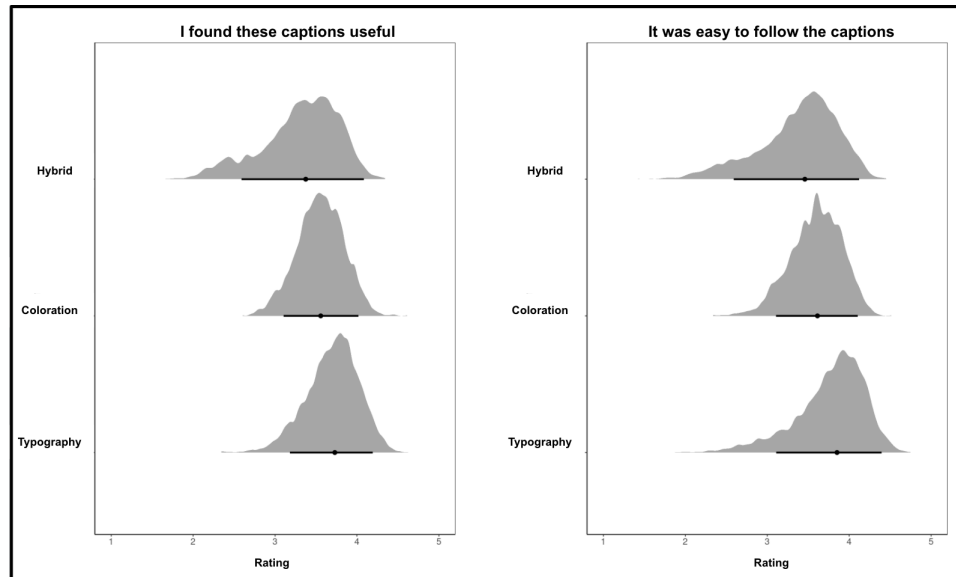 I found these captions useful
Hybrid
Coloration
Typography
1 2 3 4 5
Rating
It was easy to follow the captions
Hybrid
Coloration
Typography
1 2 3 4 5
Rating